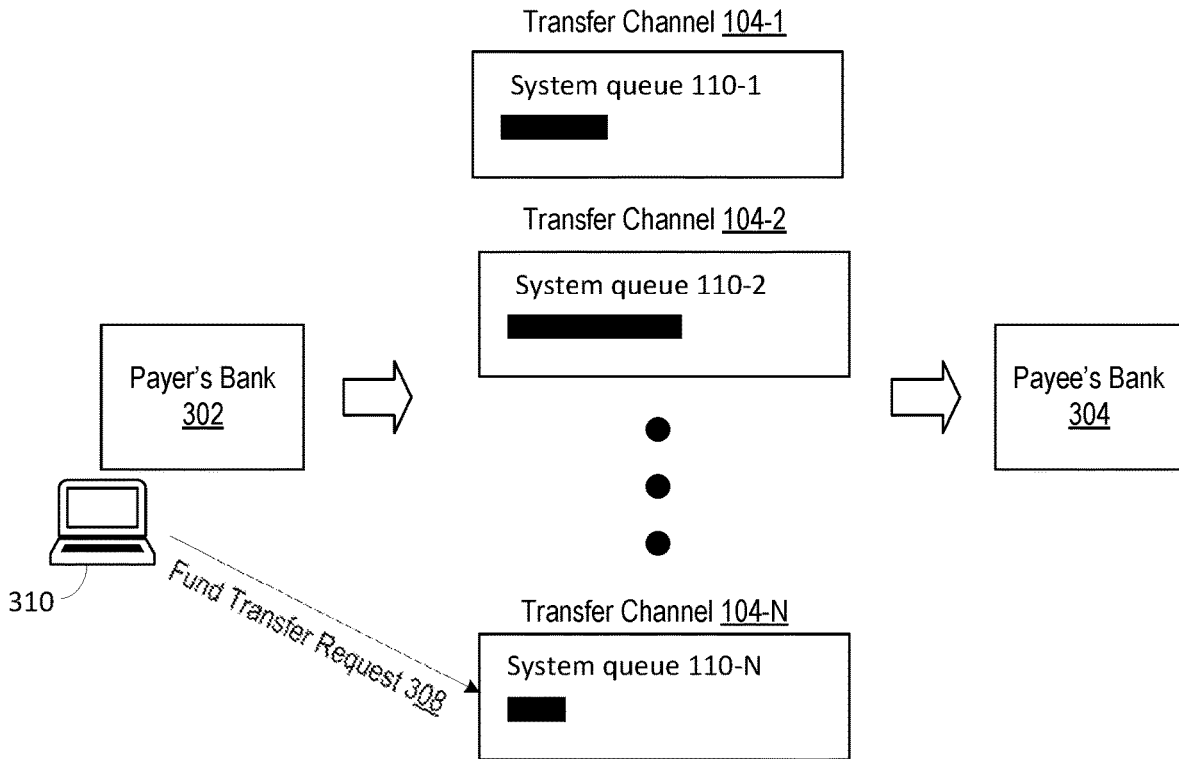 Transfer Channel 104-1
System queue 110-1
Transfer Channel 104-2
System queue 110-2
Payer's Bank
302
Payee's Bank
304
310
Fund Transfer Request 308
Transfer Channel 104-N
System queue 110-N